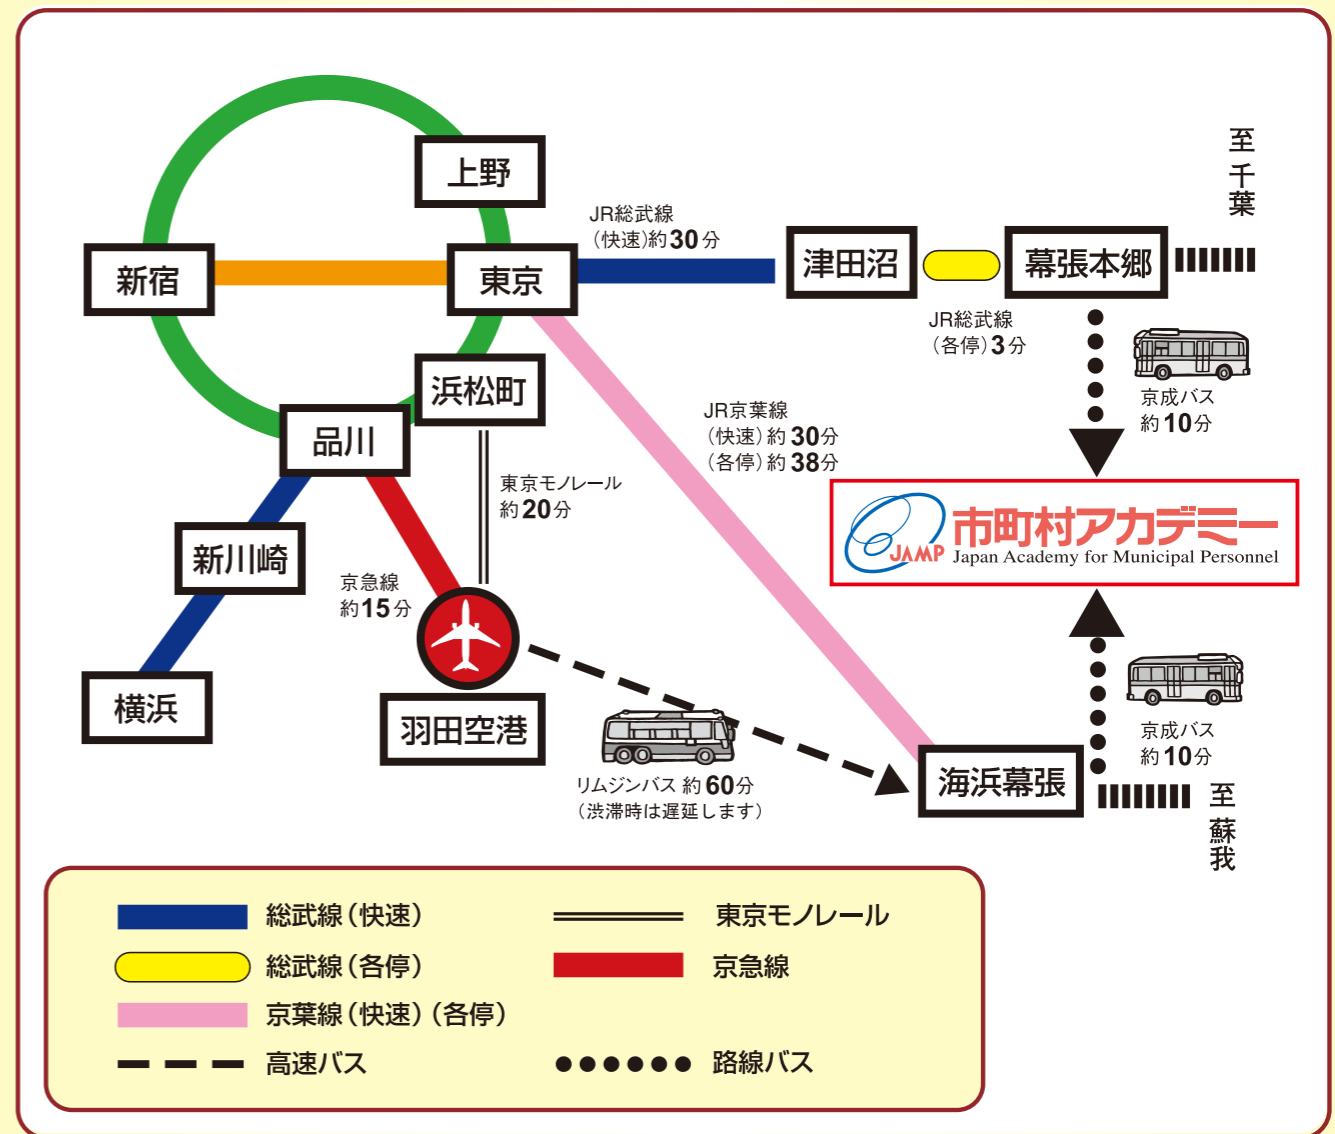 上野
至 千葉
JR総武線
（快速）約30分
新宿
東京
津田沼
幕張本郷
JR総武線
（各停）3分
浜松町
京成バス
約10分
JR京葉線
（快速）約30分
（各停）約38分
品川
東京モノレール
約20分
JAMP
市町村アカデミー
Japan Academy for Municipal Personnel
新川崎
京急線
約15分
横浜
羽田空港
リムジンバス 約60分
（渋滞時は遅延します）
海浜幕張
京成バス
約10分
至 蘇我
総武線（快速）
東京モノレール
総武線（各停）
京急線
京葉線（快速）（各停）
高速バス
路線バス